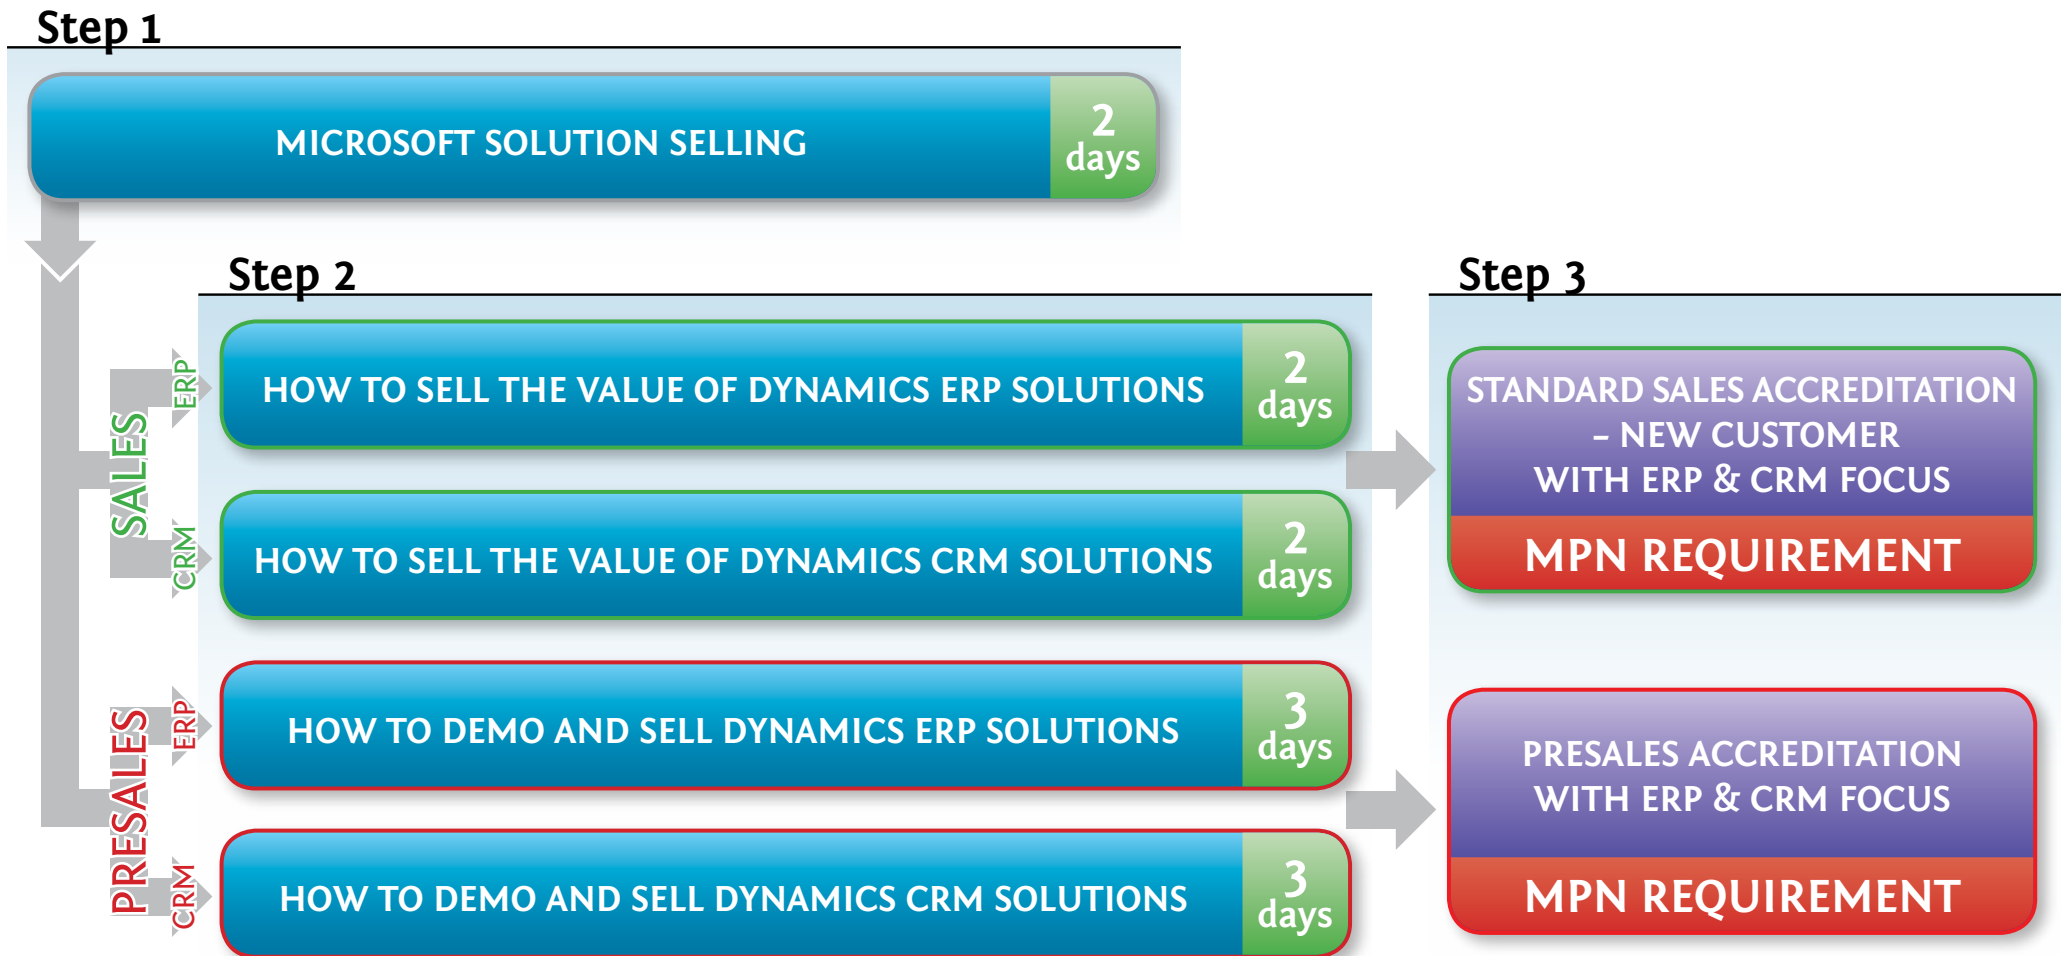 Step 1
MICROSOFT SOLUTION SELLING
2
days
Step 2
SALES
ERP
HOW TO SELL THE VALUE OF DYNAMICS ERP SOLUTIONS
2
days
CRM
HOW TO SELL THE VALUE OF DYNAMICS CRM SOLUTIONS
2
days
PRESALES
ERP
HOW TO DEMO AND SELL DYNAMICS ERP SOLUTIONS
3
days
CRM
HOW TO DEMO AND SELL DYNAMICS CRM SOLUTIONS
3
days
Step 3
STANDARD SALES ACCREDITATION
– NEW CUSTOMER
WITH ERP & CRM FOCUS
MPN REQUIREMENT
PRESALES ACCREDITATION
WITH ERP & CRM FOCUS
MPN REQUIREMENT